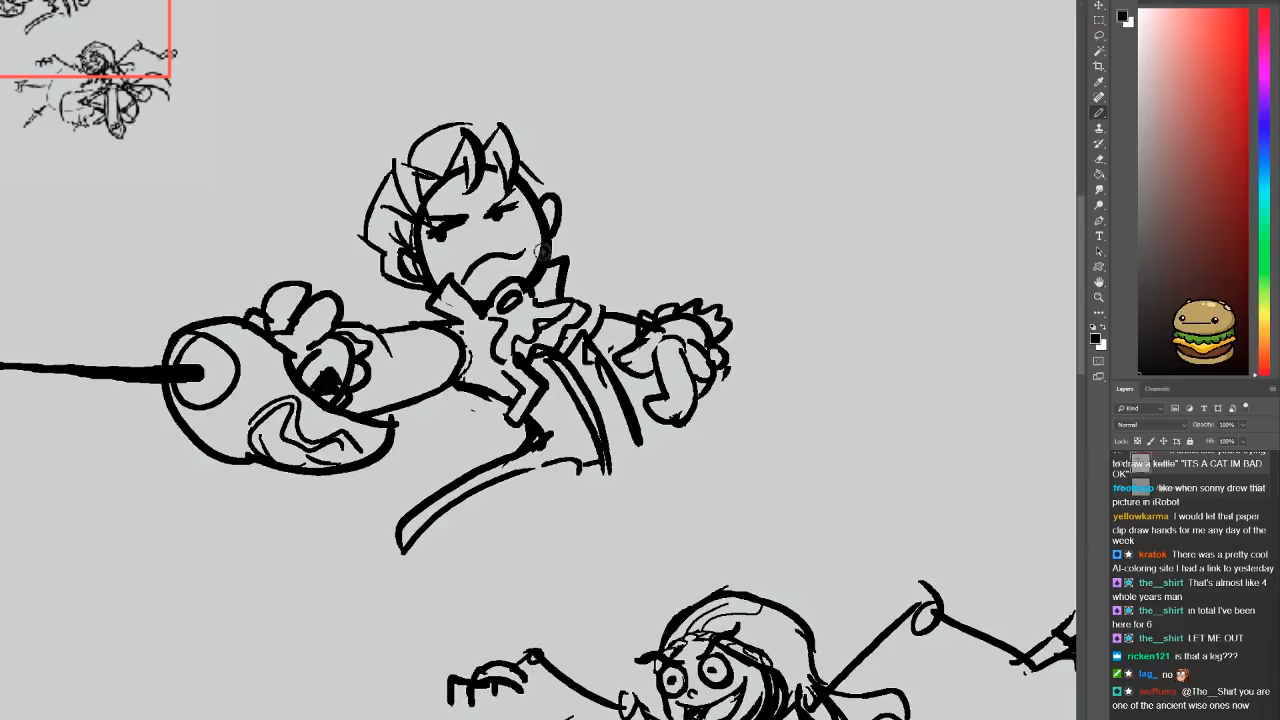 Layers Channels
Kind
Normal Opacity: 100%
Lock: Fill: 100%
to draw a kettle" "ITS A CAT IM BAD
OK"
like when sonny drew that
picture in iRobot
yellowkarma I would let that paper
clip draw hands for me any day of the
week
kratok There was a pretty cool
AI-coloring site I had a link to yesterday
the__shirt That's almost like 4
whole years man
the__shirt in total I've been
here for 6
the__shirt LET ME OUT
ricken121 is that a leg???
lag_ no
woffums @The__Shirt you are
one of the ancient wise ones now